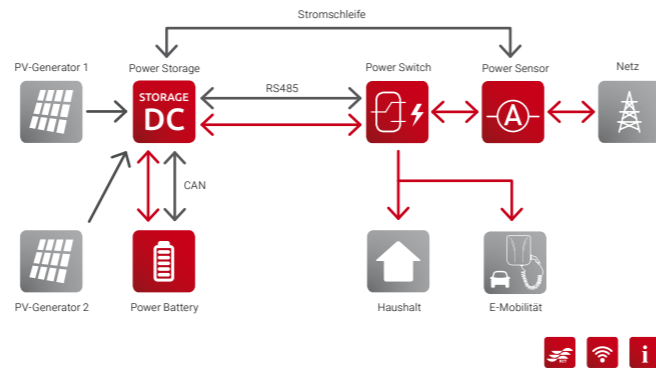 Stromschleife
PV-Generator 1
Power Storage
Power Switch
Power Sensor
Netz
STORAGE
DC
RS485
A
CAN
PV-Generator 2
Power Battery
Haushalt
E-Mobilität
i